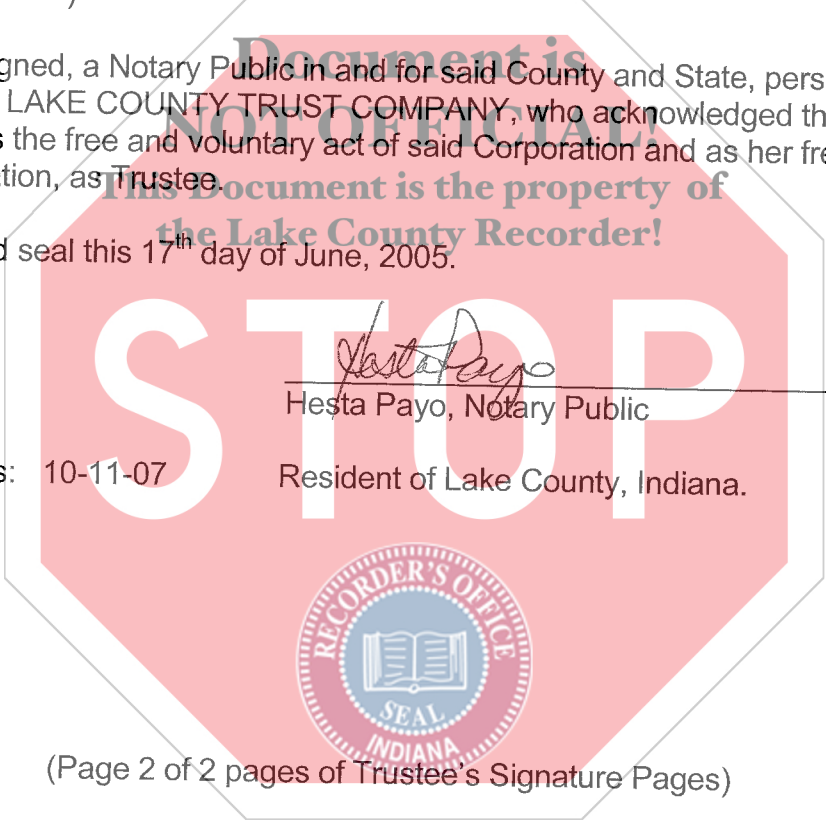 )
Document is
gned, a Notary Public in and for said County and State, pers
LAKE COUNTY TRUST COMPANY, who acknowledged th
NOT OFFICIAL!
s the free and voluntary act of said Corporation and as her fre
tion, as Trustee.
This Document is the property of
the Lake County Recorder!
d seal this 17th day of June, 2005.
STOP
Hesta Payo
Hesta Payo, Notary Public
s: 10-11-07 Resident of Lake County, Indiana.
RECORDER'S OFFICE
SEAL
INDIANA
(Page 2 of 2 pages of Trustee's Signature Pages)